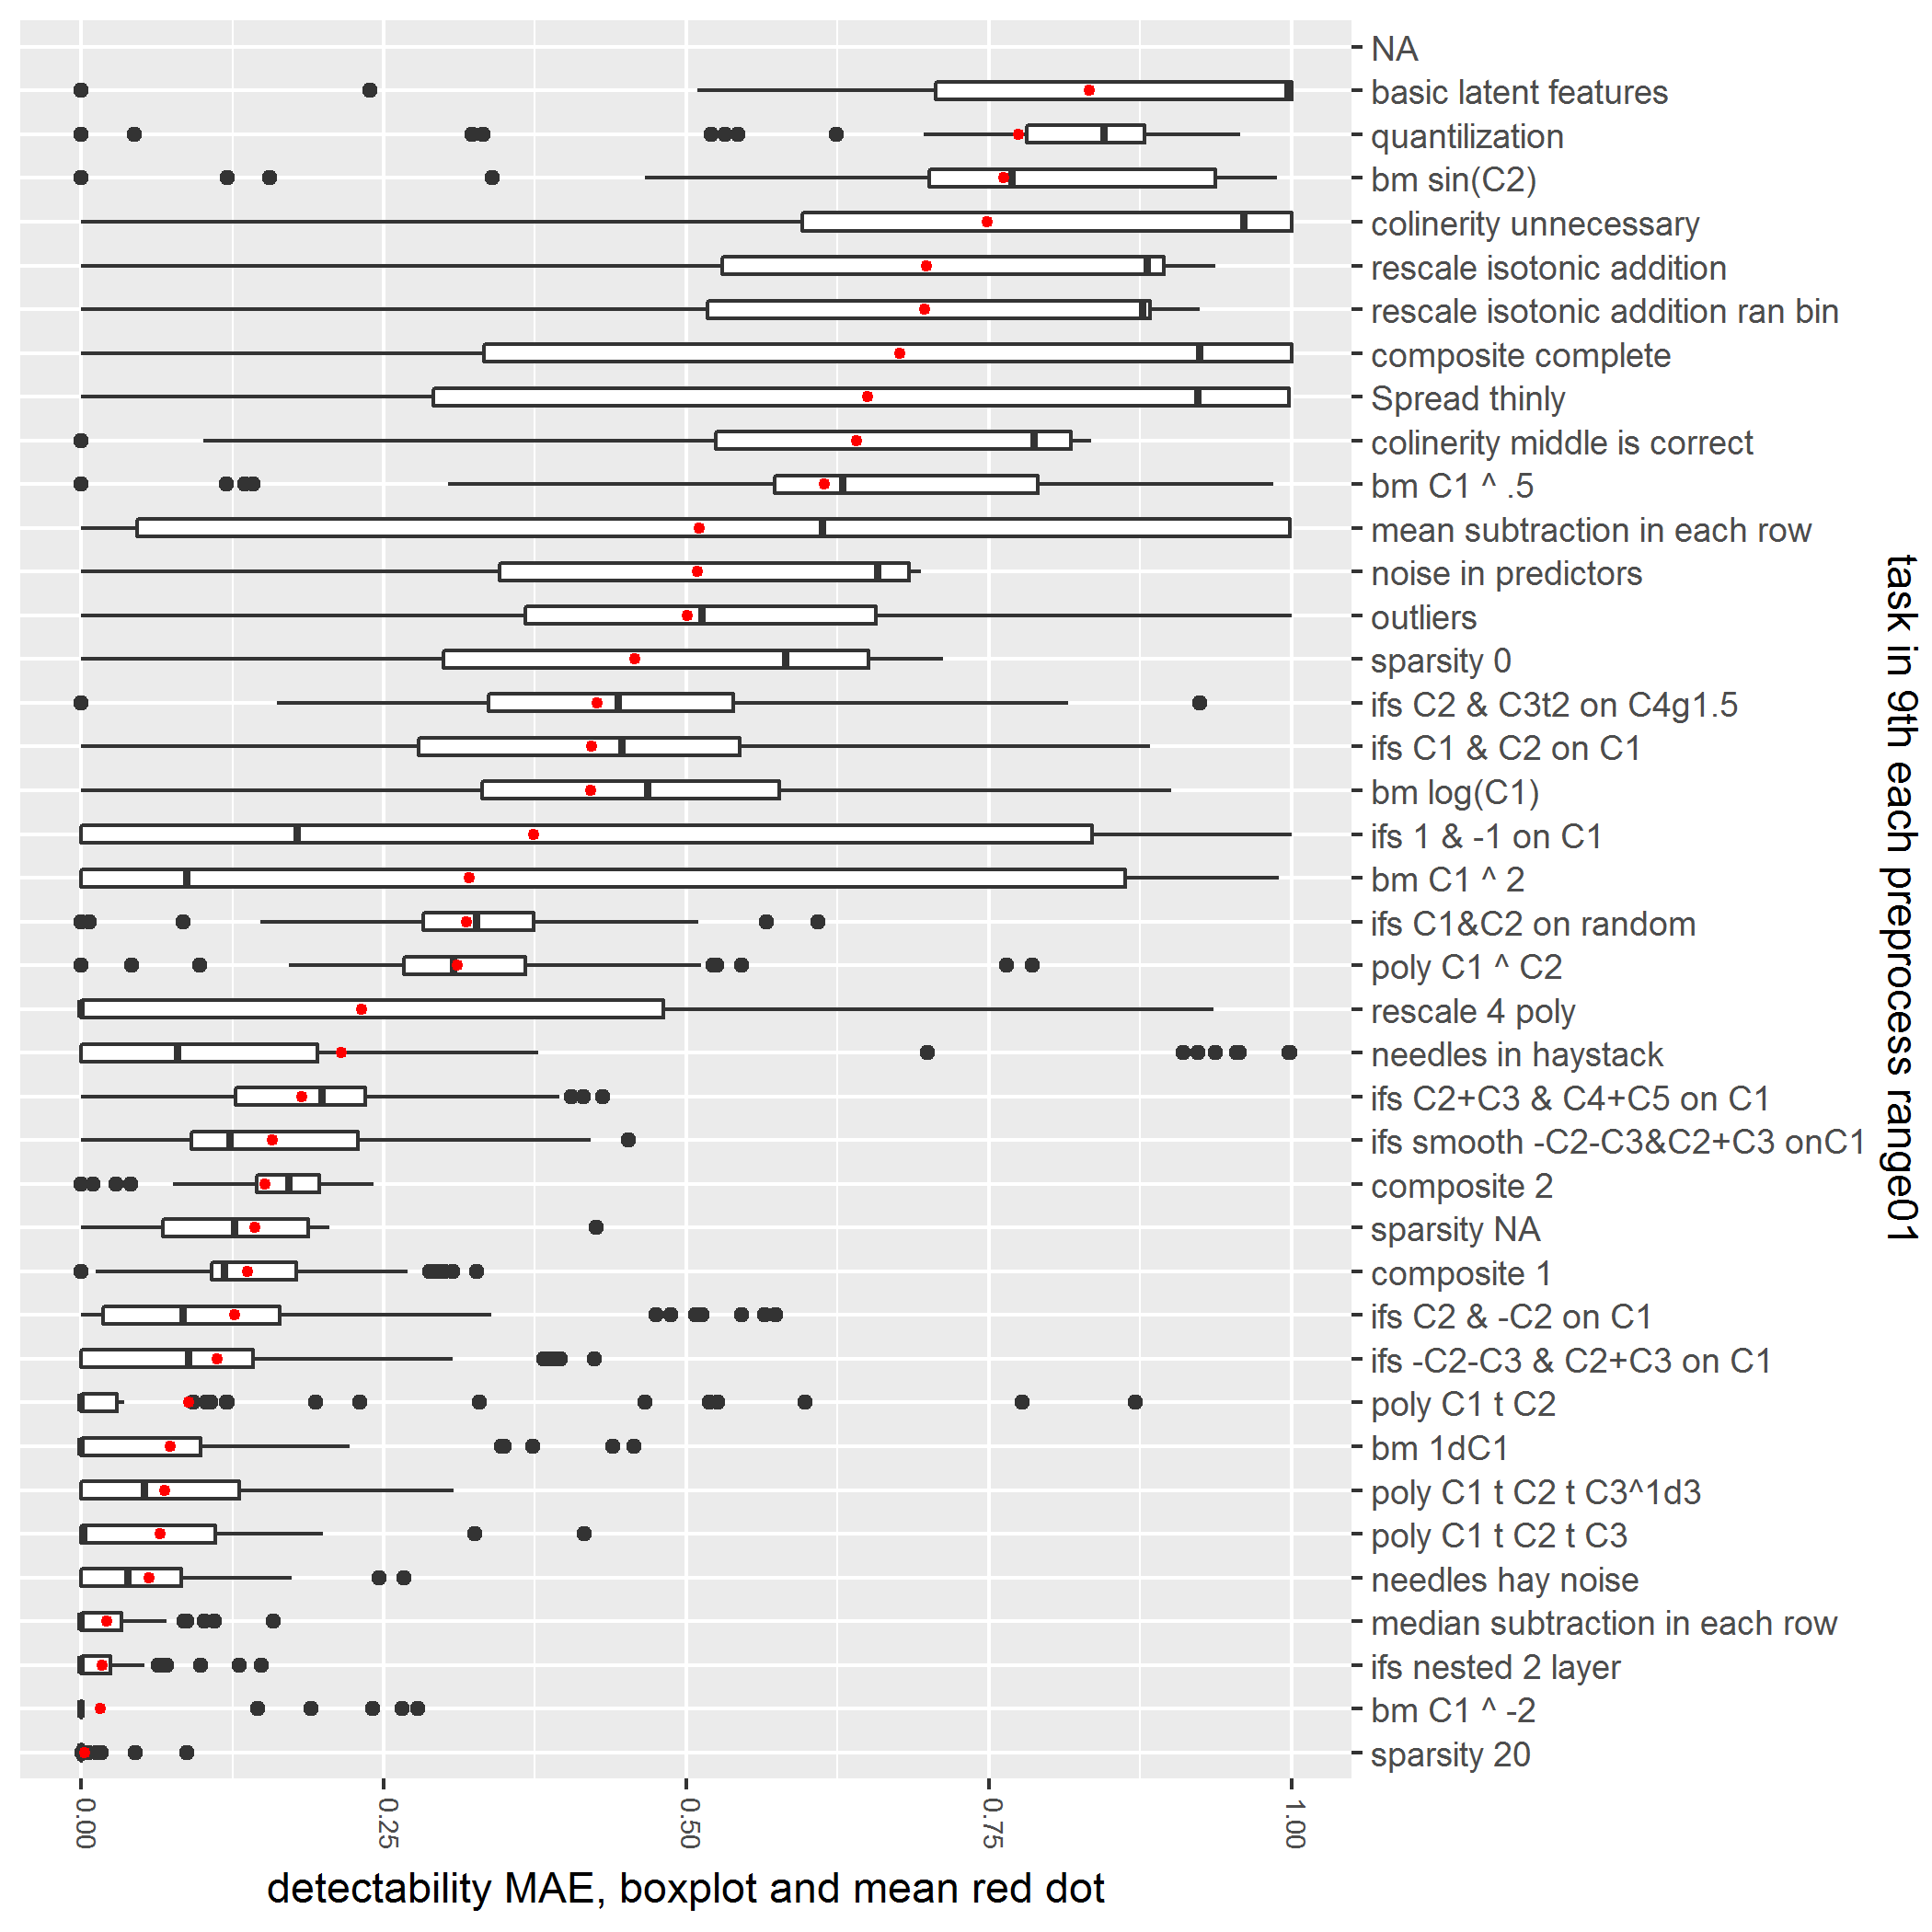 NA
basic latent features
quantilization
bm sin(C2)
colinerity unnecessary
rescale isotonic addition
rescale isotonic addition ran bin
composite complete
Spread thinly
colinerity middle is correct
bm C1 ^ .5
mean subtraction in each row
noise in predictors
outliers
sparsity 0
ifs C2 & C3t2 on C4g1.5
ifs C1 & C2 on C1
bm log(C1)
ifs 1 & -1 on C1
bm C1 ^ 2
ifs C1&C2 on random
poly C1 ^ C2
rescale 4 poly
needles in haystack
ifs C2+C3 & C4+C5 on C1
ifs smooth -C2-C3&C2+C3 onC1
composite 2
sparsity NA
composite 1
ifs C2 & -C2 on C1
ifs -C2-C3 & C2+C3 on C1
poly C1 t C2
bm 1dC1
poly C1 t C2 t C3^1d3
poly C1 t C2 t C3
needles hay noise
median subtraction in each row
ifs nested 2 layer
bm C1 ^ -2
sparsity 20
task in 9th each preprocess range01
0.00
0.25
0.50
0.75
1.00
detectability MAE, boxplot and mean red dot